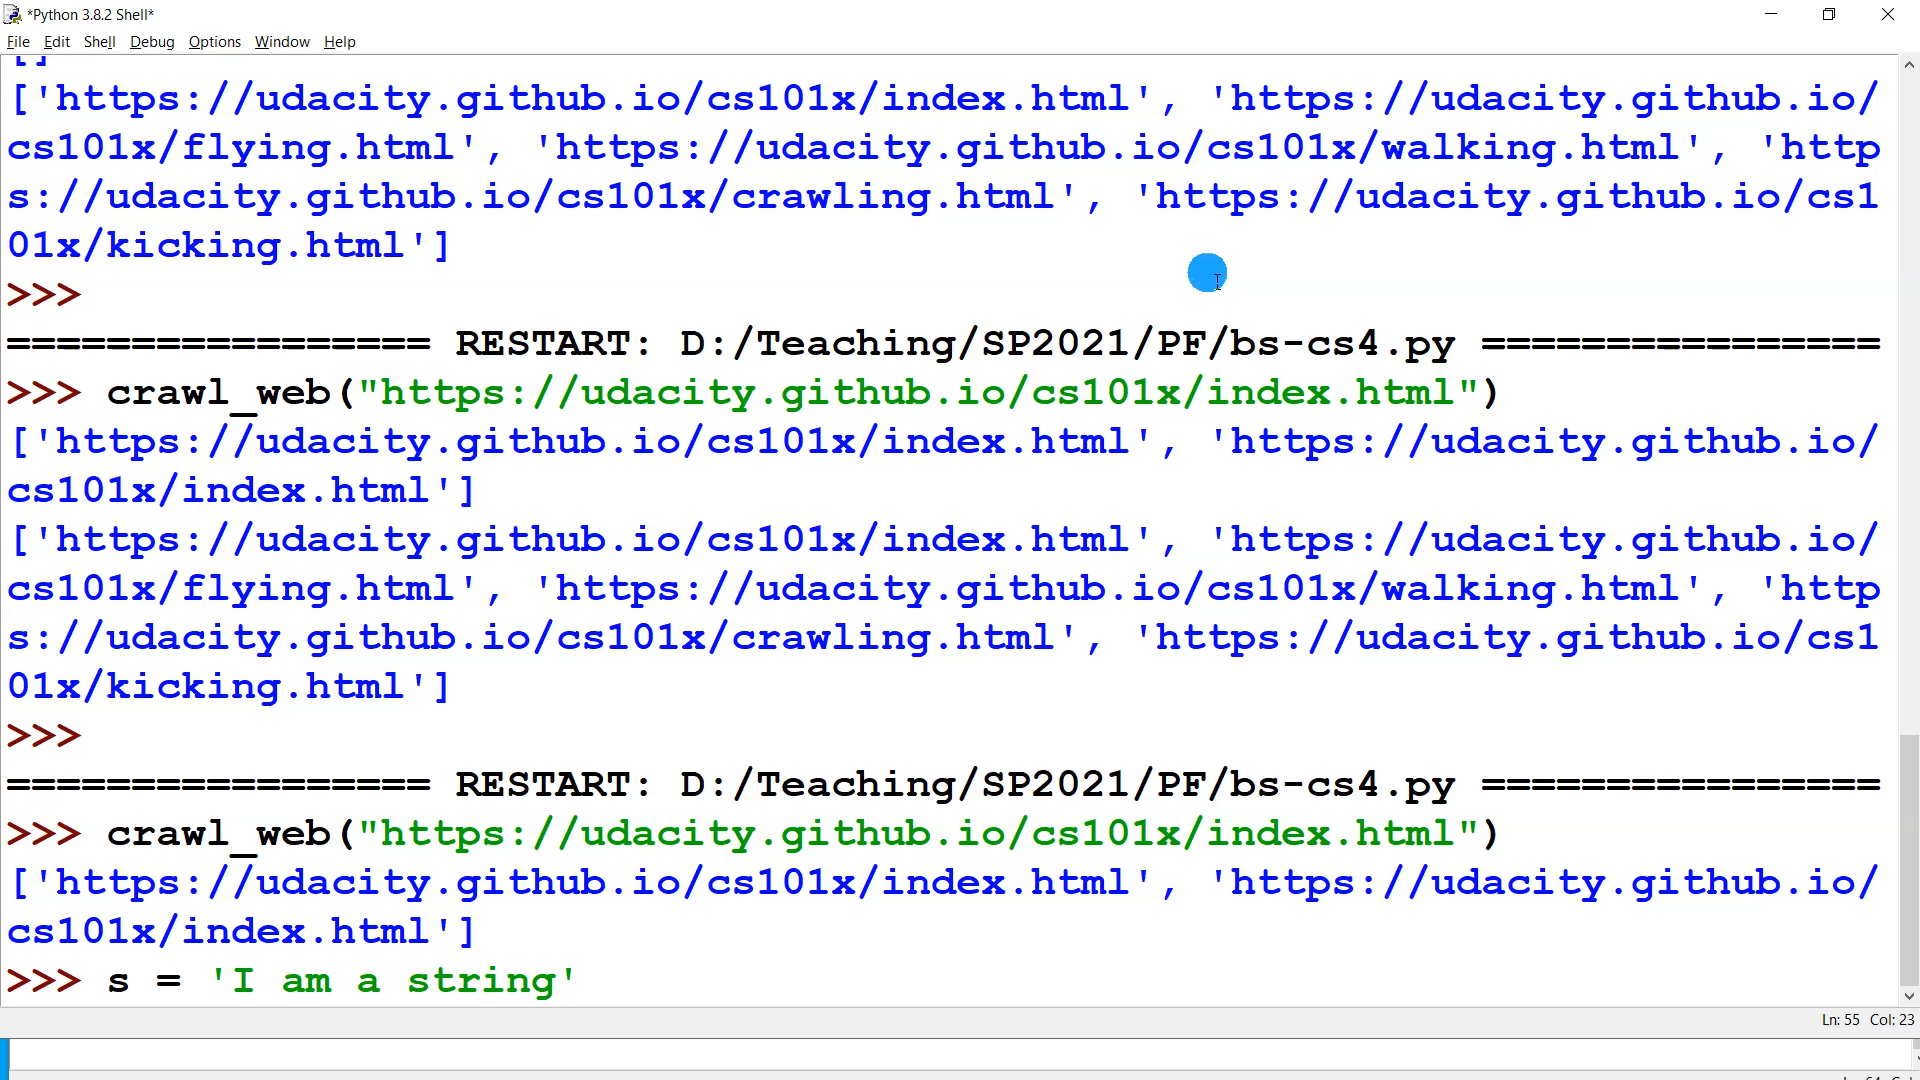 *Python 3.8.2 Shell*
File Edit Shell Debug Options Window Help
['https://udacity.github.io/cs101x/index.html', 'https://udacity.github.io/
cs101x/flying.html', 'https://udacity.github.io/cs101x/walking.html', 'http
s://udacity.github.io/cs101x/crawling.html', 'https://udacity.github.io/cs1
01x/kicking.html']
>>>
================= RESTART: D:/Teaching/SP2021/PF/bs-cs4.py ================
>>> crawl_web("https://udacity.github.io/cs101x/index.html")
['https://udacity.github.io/cs101x/index.html', 'https://udacity.github.io/
cs101x/index.html']
['https://udacity.github.io/cs101x/index.html', 'https://udacity.github.io/
cs101x/flying.html', 'https://udacity.github.io/cs101x/walking.html', 'http
s://udacity.github.io/cs101x/crawling.html', 'https://udacity.github.io/cs1
01x/kicking.html']
>>>
================= RESTART: D:/Teaching/SP2021/PF/bs-cs4.py ================
>>> crawl_web("https://udacity.github.io/cs101x/index.html")
['https://udacity.github.io/cs101x/index.html', 'https://udacity.github.io/
cs101x/index.html']
>>> s = 'I am a string'
Ln: 55 Col: 23